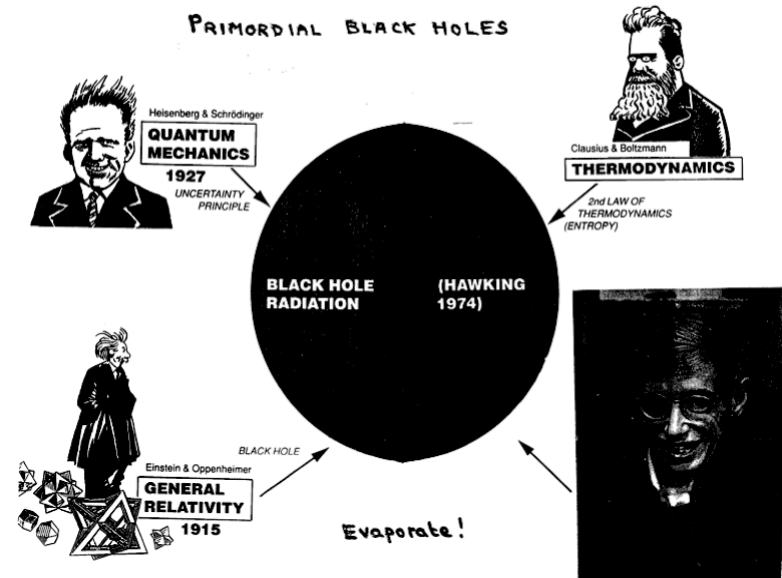 PRIMORDIAL BLACK HOLES
Heisenberg & Schrödinger
QUANTUM
MECHANICS
1927
UNCERTAINTY
PRINCIPLE
Clausius & Boltzmann
THERMODYNAMICS
2nd LAW OF
THERMODYNAMICS
(ENTROPY)
BLACK HOLE
RADIATION
(HAWKING
1974)
BLACK HOLE
Einstein & Oppenheimer
GENERAL
RELATIVITY
1915
Evaporate!